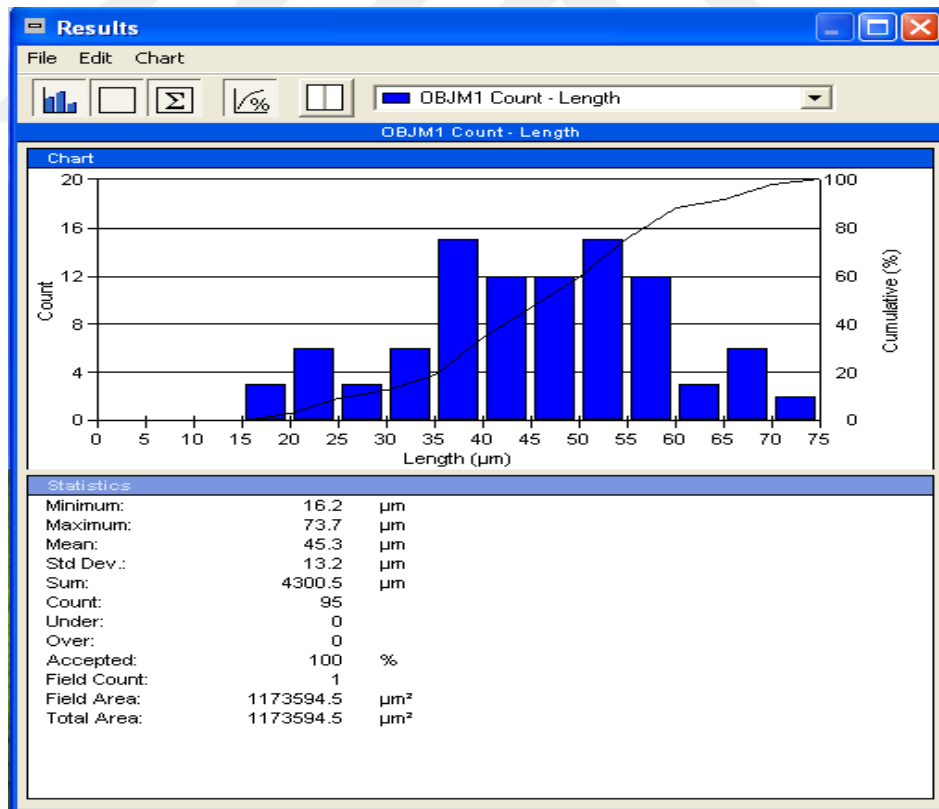 Results
File Edit Chart
Σ % OBJM1 Count - Length
OBJM1 Count - Length
Chart
20 100
16 80
12 60
8 40
4 20
0 0
Count
Cumulative (%)
0 5 10 15 20 25 30 35 40 45 50 55 60 65 70 75
Length (µm)
Statistics
Minimum: 16.2 µm
Maximum: 73.7 µm
Mean: 45.3 µm
Std Dev.: 13.2 µm
Sum: 4300.5 µm
Count: 95
Under: 0
Over: 0
Accepted: 100 %
Field Count: 1
Field Area: 1173594.5 µm²
Total Area: 1173594.5 µm²